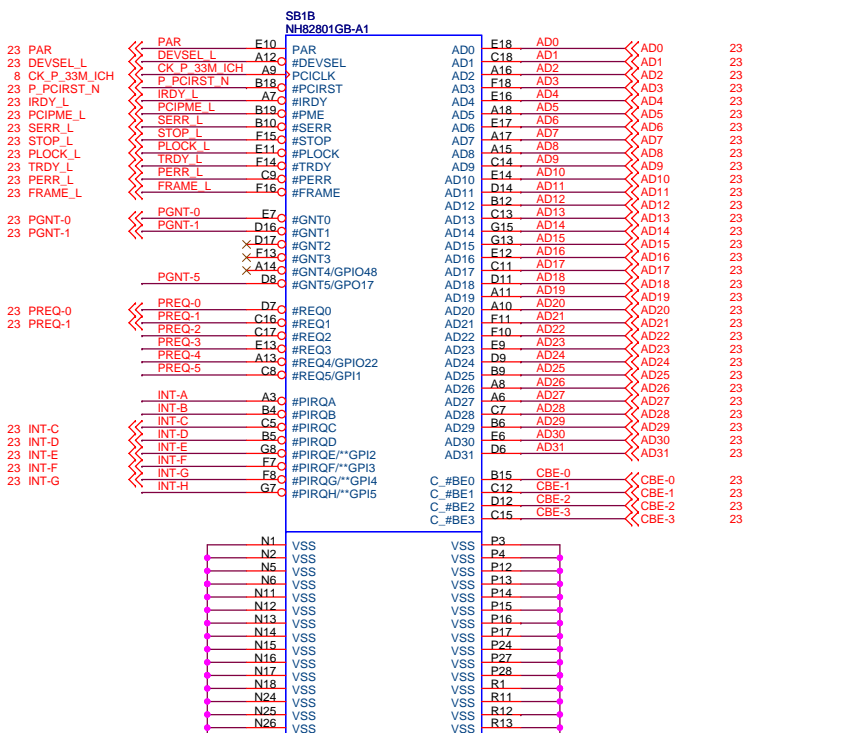 SB1B
NH82801GB-A1
23 PAR PAR E10 PAR AD0 E18 AD0 AD0 23
23 DEVSEL_L DEVSEL_L A12 #DEVSEL AD1 C18 AD1 AD1 23
8 CK_P_33M_ICH CK_P_33M_ICH A9 PCICLK AD2 A16 AD2 AD2 23
23 P_PCIRST_N P_PCIRST_N B18 #PCIRST AD3 F18 AD3 AD3 23
23 IRDY_L IRDY_L A7 #IRDY AD4 E16 AD4 AD4 23
23 PCIPME_L PCIPME_L B19 #PME AD5 A18 AD5 AD5 23
23 SERR_L SERR_L B10 #SERR AD6 E17 AD6 AD6 23
23 STOP_L STOP_L F15 #STOP AD7 A17 AD7 AD7 23
23 PLOCK_L PLOCK_L E11 #PLOCK AD8 A15 AD8 AD8 23
23 TRDY_L TRDY_L F14 #TRDY AD9 C14 AD9 AD9 23
23 PERR_L PERR_L C9 #PERR AD10 E14 AD10 AD10 23
23 FRAME_L FRAME_L F16 #FRAME AD11 D14 AD11 AD11 23
AD12 B12 AD12 AD12 23
23 PGNT-0 PGNT-0 E7 #GNT0 AD13 C13 AD13 AD13 23
23 PGNT-1 PGNT-1 D16 #GNT1 AD14 G15 AD14 AD14 23
D17 #GNT2 AD15 G13 AD15 AD15 23
F13 #GNT3 AD16 E12 AD16 AD16 23
A14 #GNT4/GPIO48 AD17 C11 AD17 AD17 23
PGNT-5 D8 #GNT5/GPO17 AD18 D11 AD18 AD18 23
AD19 A11 AD19 AD19 23
23 PREQ-0 PREQ-0 D7 #REQ0 AD20 A10 AD20 AD20 23
23 PREQ-1 PREQ-1 C16 #REQ1 AD21 F11 AD21 AD21 23
PREQ-2 C17 #REQ2 AD22 F10 AD22 AD22 23
PREQ-3 E13 #REQ3 AD23 E9 AD23 AD23 23
PREQ-4 A13 #REQ4/GPIO22 AD24 D9 AD24 AD24 23
PREQ-5 C8 #REQ5/GPI1 AD25 B9 AD25 AD25 23
AD26 A8 AD26 AD26 23
INT-A A3 #PIRQA AD27 A6 AD27 AD27 23
INT-B B4 #PIRQB AD28 C7 AD28 AD28 23
23 INT-C INT-C C5 #PIRQC AD29 B6 AD29 AD29 23
23 INT-D INT-D B5 #PIRQD AD30 E6 AD30 AD30 23
23 INT-E INT-E G8 #PIRQE/**GPI2 AD31 D6 AD31 AD31 23
23 INT-F INT-F F7 #PIRQF/**GPI3
23 INT-G INT-G F8 #PIRQG/**GPI4 C_#BE0 B15 CBE-0 CBE-0 23
INT-H G7 #PIRQH/**GPI5 C_#BE1 C12 CBE-1 CBE-1 23
C_#BE2 D12 CBE-2 CBE-2 23
C_#BE3 C15 CBE-3 CBE-3 23
N1 VSS VSS P3
N2 VSS VSS P4
N5 VSS VSS P12
N6 VSS VSS P13
N11 VSS VSS P14
N12 VSS VSS P15
N13 VSS VSS P16
N14 VSS VSS P17
N15 VSS VSS P24
N16 VSS VSS P27
N17 VSS VSS P28
N18 VSS VSS R1
N24 VSS VSS R11
N25 VSS VSS R12
N26 VSS VSS R13